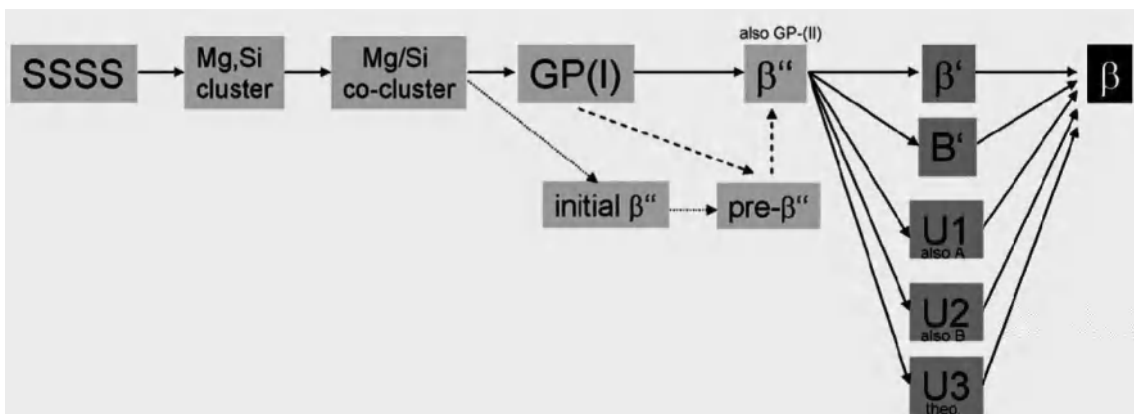 SSSS
Mg,Si
cluster
Mg/Si
co-cluster
GP(I)
also GP-(II)
β“
β‘
β
B‘
initial β“
pre-β“
U1
also A
U2
also B
U3
theo.